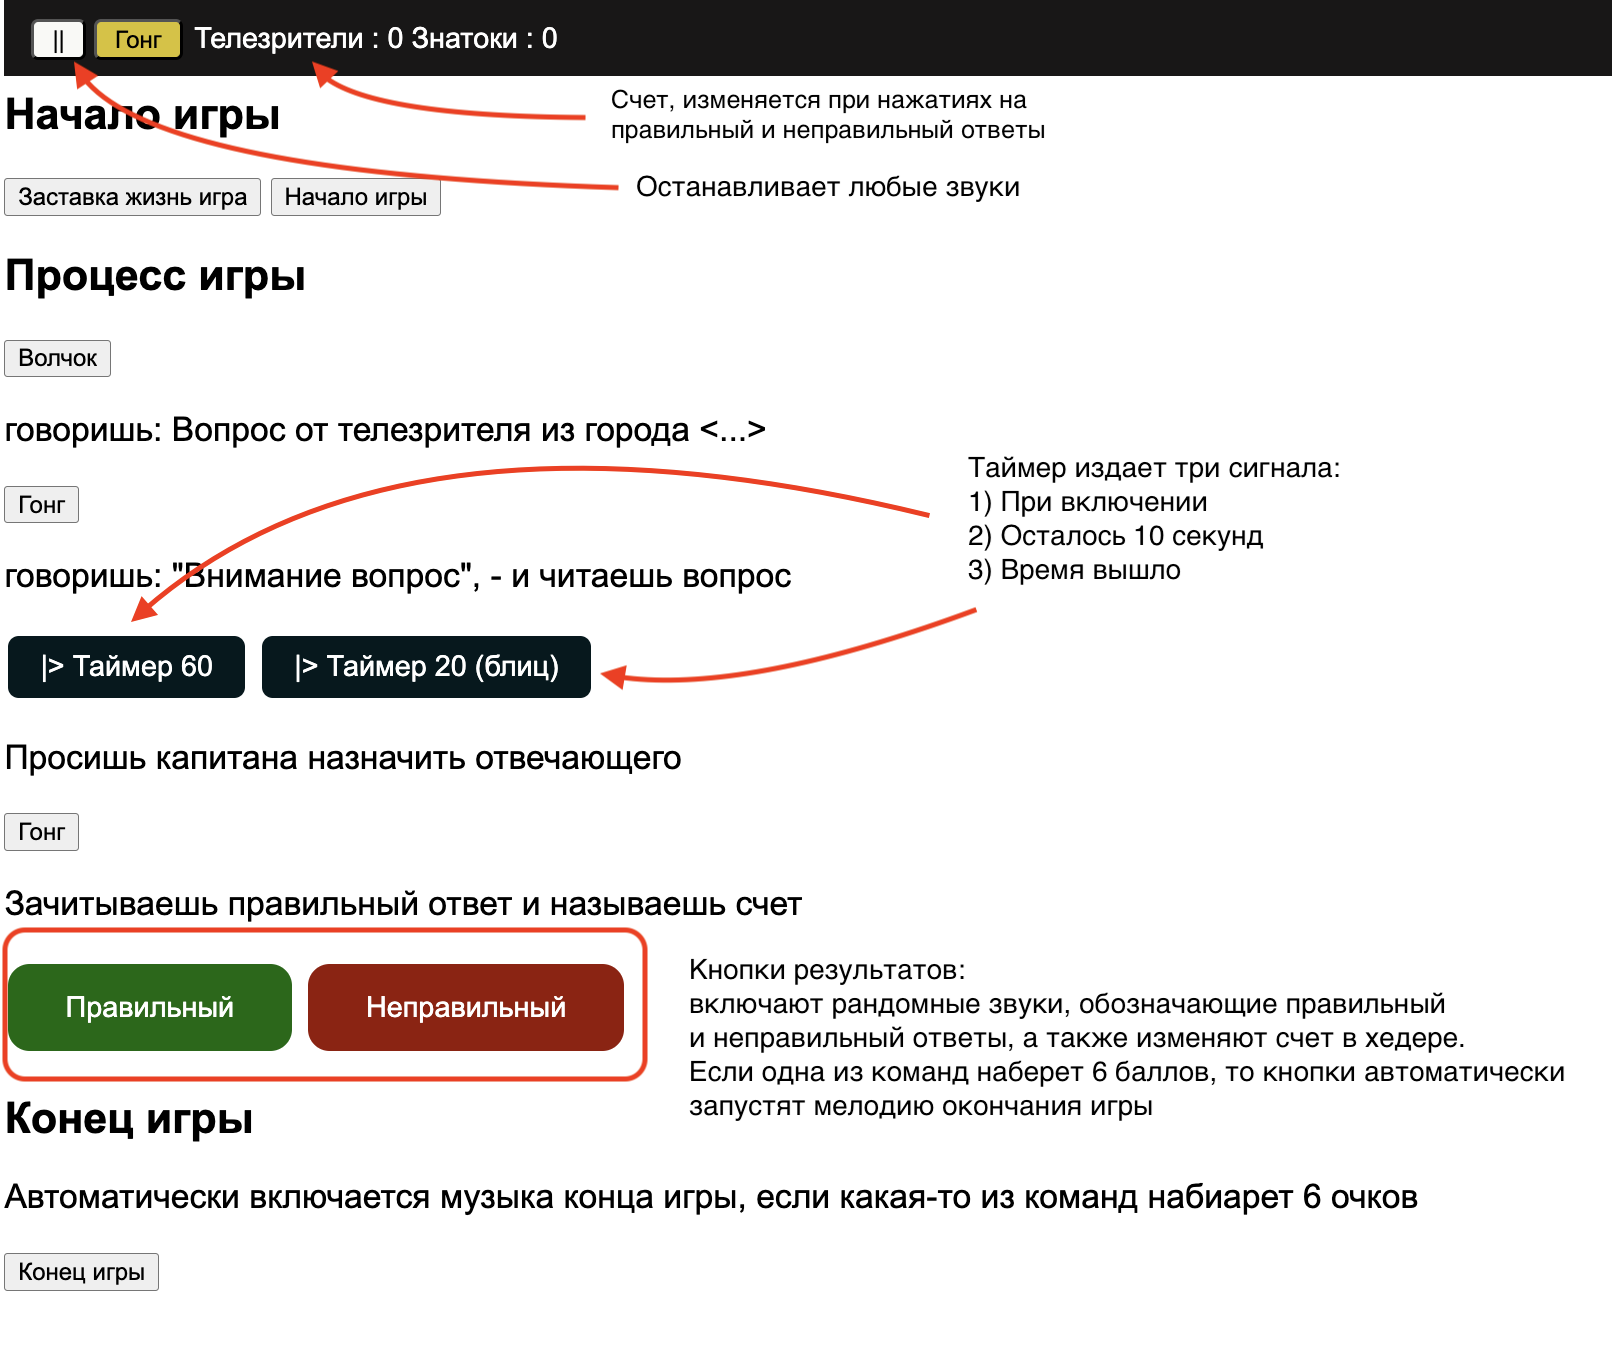 || Гонг Телезрители : 0 Знатоки : 0
Начало игры
Счет, изменяется при нажатиях на
правильный и неправильный ответы
Останавливает любые звуки
Заставка жизнь игра Начало игры
Процесс игры
Волчок
говоришь: Вопрос от телезрителя из города <...>
Таймер издает три сигнала:
1) При включении
2) Осталось 10 секунд
3) Время вышло
Гонг
говоришь: "Внимание вопрос", - и читаешь вопрос
|> Таймер 60 |> Таймер 20 (блиц)
Просишь капитана назначить отвечающего
Гонг
Зачитываешь правильный ответ и называешь счет
Правильный Неправильный
Кнопки результатов:
включают рандомные звуки, обозначающие правильный
и неправильный ответы, а также изменяют счет в хедере.
Если одна из команд наберет 6 баллов, то кнопки автоматически
запустят мелодию окончания игры
Конец игры
Автоматически включается музыка конца игры, если какая-то из команд набиарет 6 очков
Конец игры